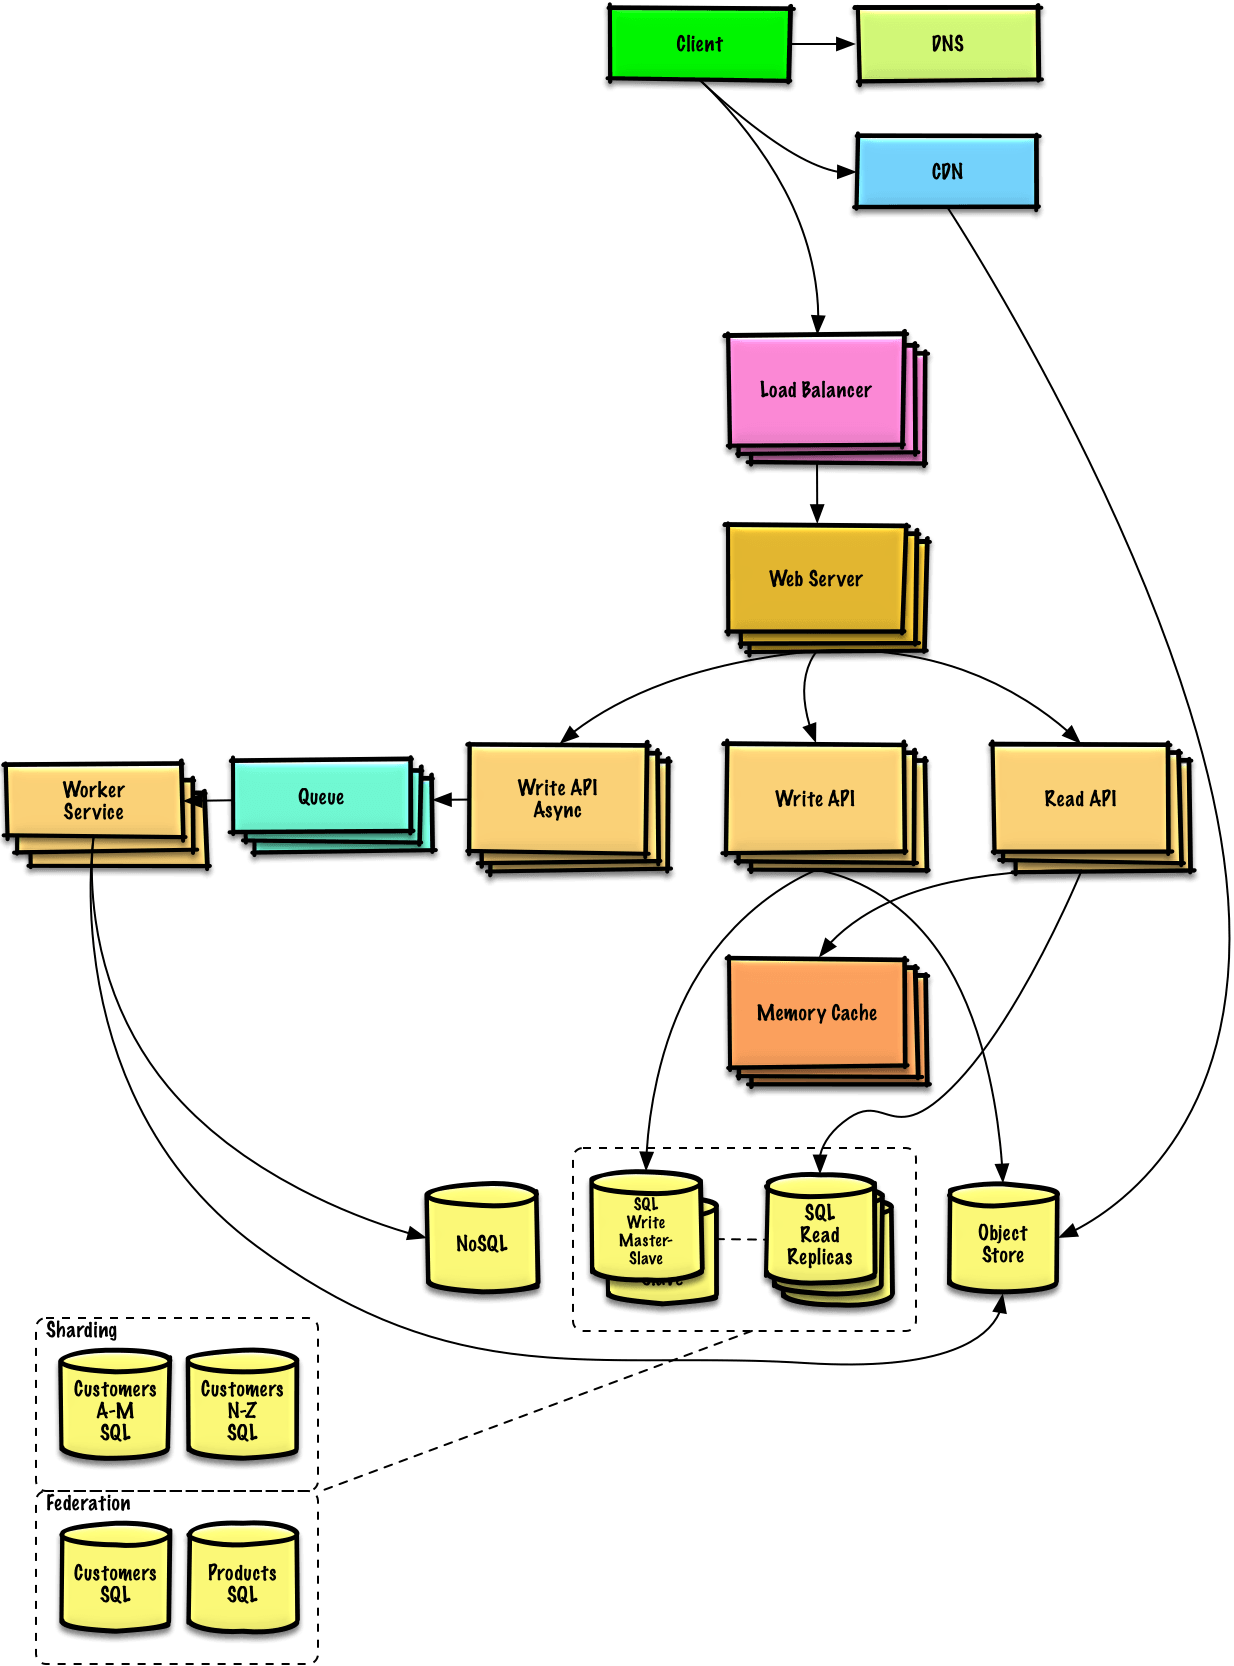 Client
DNS
CDN
Load Balancer
Web Server
Worker
Service
Queue
Write API
Async
Write API
Read API
Memory Cache
NoSQL
SQL
Write
Master-
Slave
Slave
SQL
Read
Replicas
Object
Store
Sharding
Customers
A-M
SQL
Customers
N-Z
SQL
Federation
Customers
SQL
Products
SQL